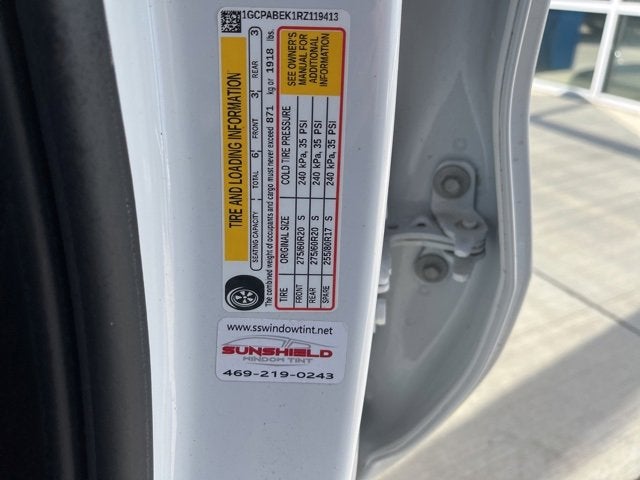 1GCPABEK1RZ119413
TIRE AND LOADING INFORMATION
SEATING CAPACITY TOTAL 6 FRONT 3 REAR 3
The combined weight of occupants and cargo must never exceed 871 kg or 1918 lbs.
TIRE ORIGINAL SIZE COLD TIRE PRESSURE
FRONT 275/60R20 S 240 kPa, 35 PSI
REAR 275/60R20 S 240 kPa, 35 PSI
SPARE 255/80R17 S 240 kPa, 35 PSI
SEE OWNER'S
MANUAL FOR
ADDITIONAL
INFORMATION
www.sswindowtint.net
SUNSHIELD
WINDOW TINT
469-219-0243